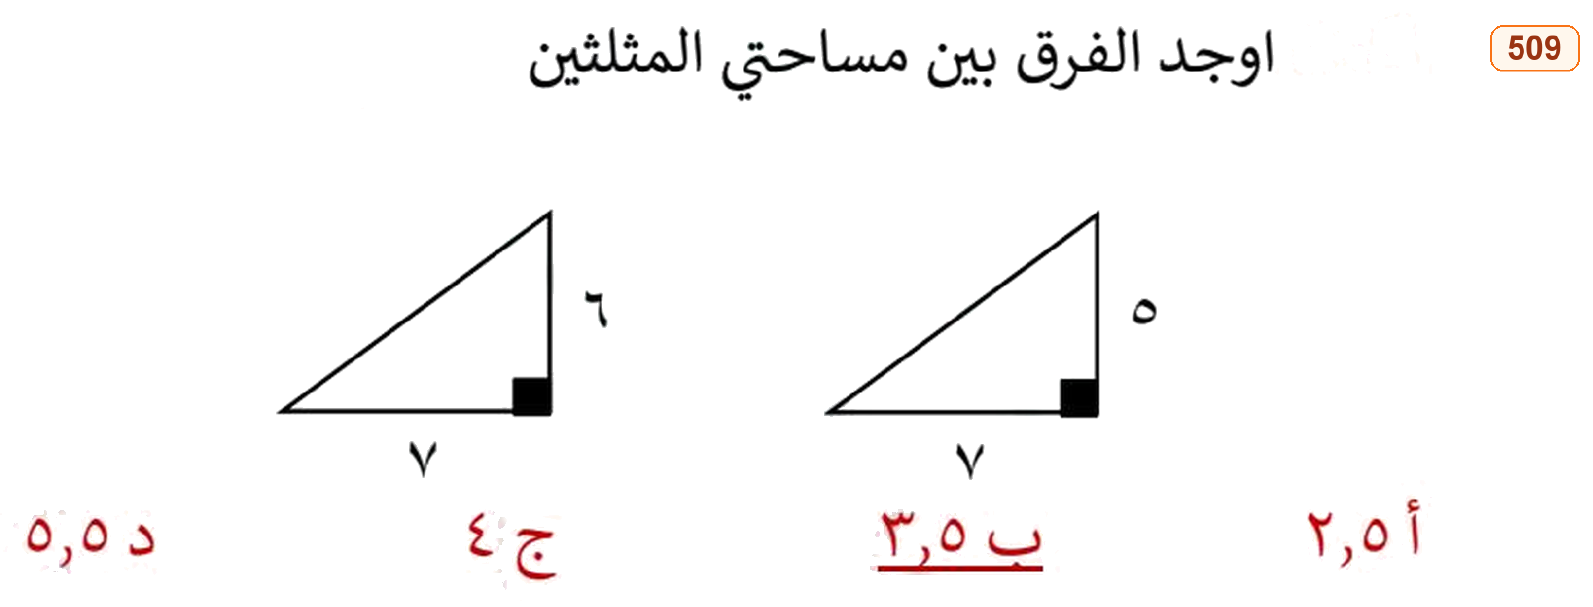 509
اوجد الفرق بين مساحتي المثلثين
٥
٦
٧
٧
أ ٢,٥
ب ٣,٥
ج ٤
د ٥,٥